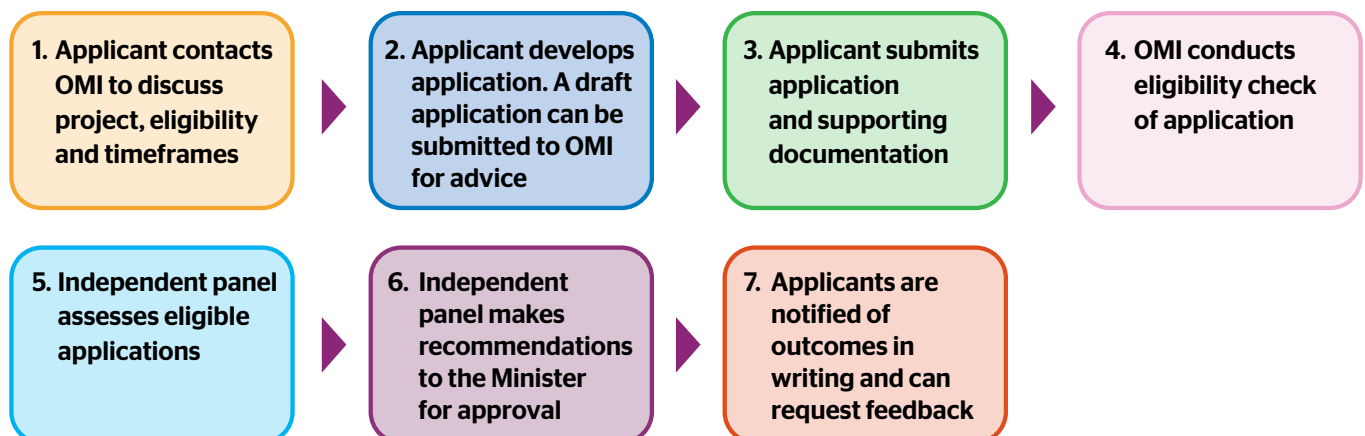 1. Applicant contacts
OMI to discuss
project, eligibility
and timeframes
2. Applicant develops
application. A draft
application can be
submitted to OMI
for advice
3. Applicant submits
application
and supporting
documentation
4. OMI conducts
eligibility check
of application
5. Independent panel
assesses eligible
applications
6. Independent
panel makes
recommendations
to the Minister
for approval
7. Applicants are
notified of
outcomes in
writing and can
request feedback